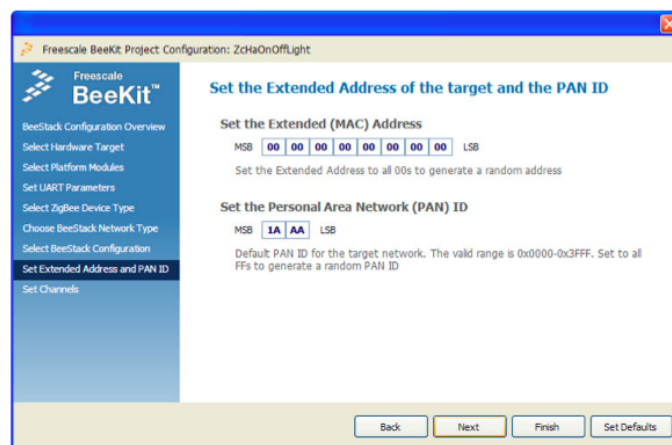 Freescale BeeKit Project Configuration: ZcHaOnOffLight
Freescale
BeeKit™
BeeStack Configuration Overview
Select Hardware Target
Select Platform Modules
Set UART Parameters
Select ZigBee Device Type
Choose BeeStack Network Type
Select BeeStack Configuration
Set Extended Address and PAN ID
Set Channels
Set the Extended Address of the target and the PAN ID
Set the Extended (MAC) Address
MSB 00 00 00 00 00 00 00 00 LSB
Set the Extended Address to all 00s to generate a random address
Set the Personal Area Network (PAN) ID
MSB 1A AA LSB
Default PAN ID for the target network. The valid range is 0x0000-0x3FFF. Set to all
FFs to generate a random PAN ID
Back Next Finish Set Defaults